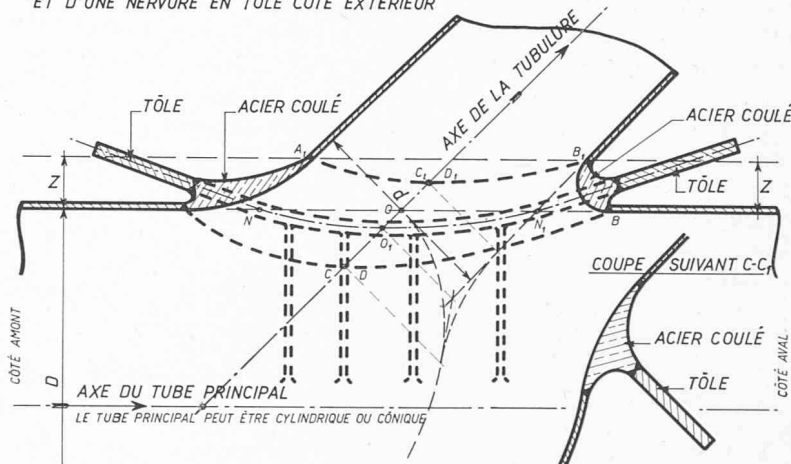 ET D'UNE NERVURE EN TÔLE CÔTÉ EXTÉRIEUR
TÔLE
ACIER COULÉ
AXE DE LA TUBULURE
ACIER COULÉ
A₁
B₁
C₁
D₁
Z
P
TÔLE
Z
N
O
N₁
B
O₁
C
D
COUPE SUIVANT C-C₁
CÔTÉ AMONT
D
ACIER COULÉ
TÔLE
CÔTÉ AVAL
AXE DU TUBE PRINCIPAL
LE TUBE PRINCIPAL PEUT ÊTRE CYLINDRIQUE OU CÔNIQUE